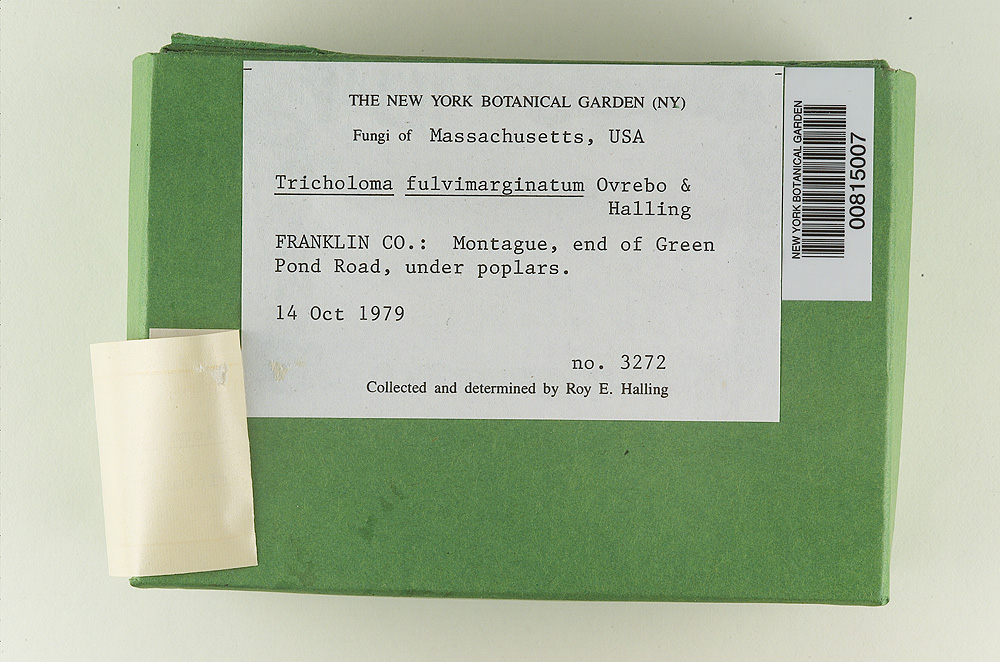 THE NEW YORK BOTANICAL GARDEN (NY)
Fungi of Massachusetts, USA
Tricholoma fulvimarginatum Ovrebo &
Halling
FRANKLIN CO.: Montague, end of Green
Pond Road, under poplars.
14 Oct 1979
no. 3272
Collected and determined by Roy E. Halling
NEW YORK BOTANICAL GARDEN
00815007